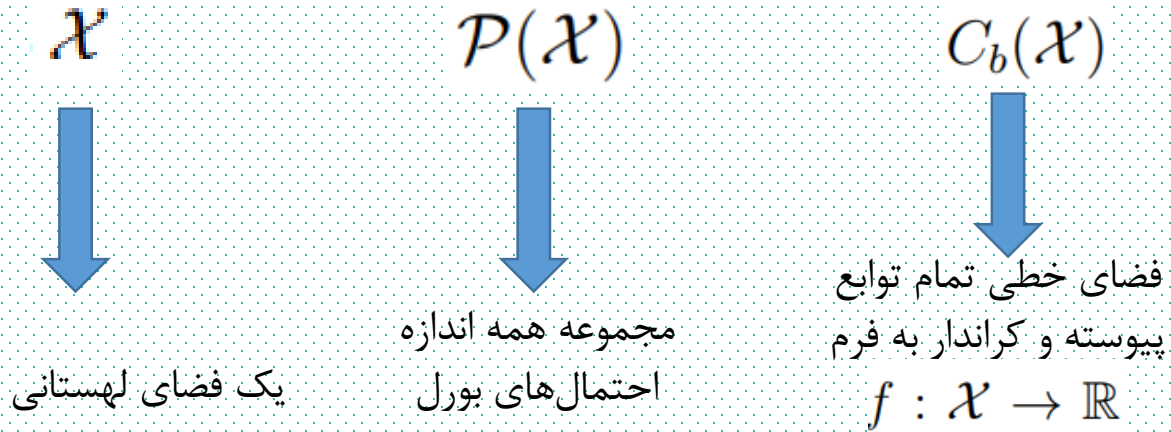 𝒳
𝒫(𝒳)
C_b(𝒳)
یک فضای لهستانی
مجموعه همه اندازه
احتمال‌های بورل
فضای خطی تمام توابع
پیوسته و کراندار به فرم
f : 𝒳 → ℝ